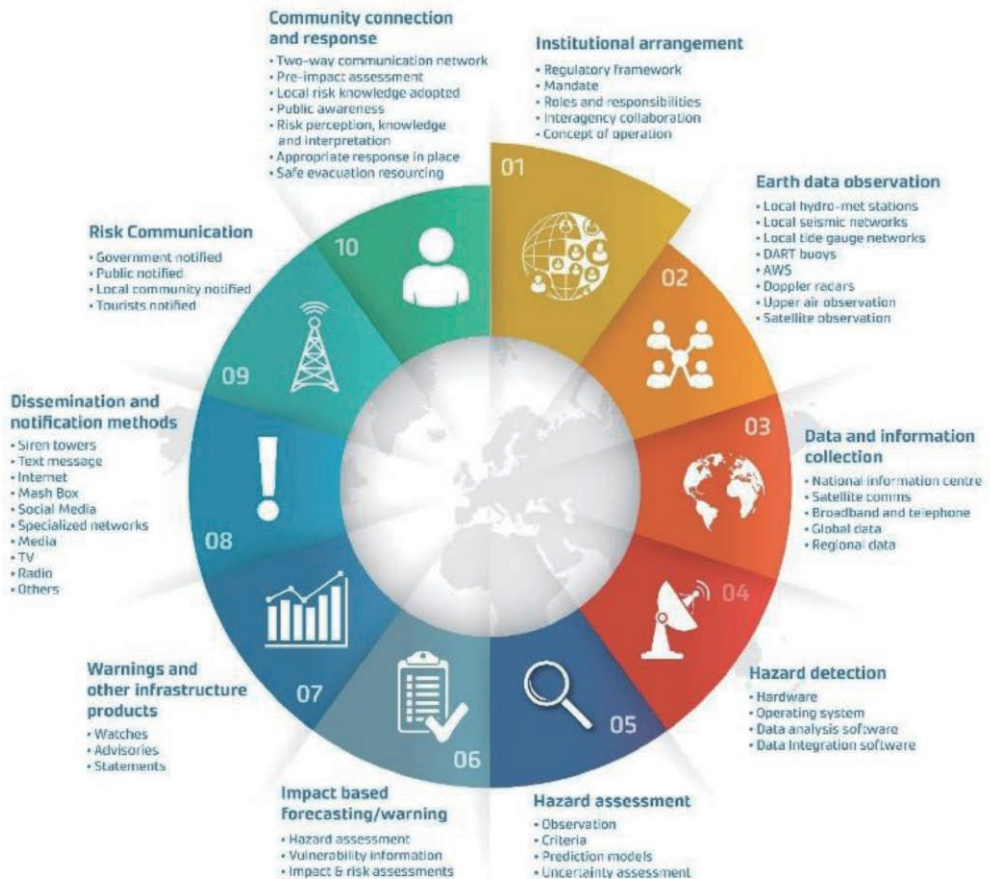 Community connection
and response
• Two-way communication network
• Pre-impact assessment
• Local risk knowledge adopted
• Public awareness
• Risk perception, knowledge
and interpretation
• Appropriate response in place
• Safe evacuation resourcing
Institutional arrangement
• Regulatory framework
• Mandate
• Roles and responsibilities
• Interagency collaboration
• Concept of operation
01
Earth data observation
• Local hydro-met stations
• Local seismic networks
• Local tide gauge networks
• DART buoys
• AWS
• Doppler radars
• Upper air observation
• Satellite observation
02
Data and information
collection
• National information centre
• Satellite comms
• Broadband and telephone
• Global data
• Regional data
03
Hazard detection
• Hardware
• Operating system
• Data analysis software
• Data Integration software
04
Hazard assessment
• Observation
• Criteria
• Prediction models
• Uncertainty assessment
05
Impact based
forecasting/warning
• Hazard assessment
• Vulnerability information
• Impact & risk assessments
06
Warnings and
other infrastructure
products
• Watches
• Advisories
• Statements
07
Dissemination and
notification methods
• Siren towers
• Text message
• Internet
• Mash Box
• Social Media
• Specialized networks
• Media
• TV
• Radio
• Others
08
Risk Communication
• Government notified
• Public notified
• Local community notified
• Tourists notified
09
10